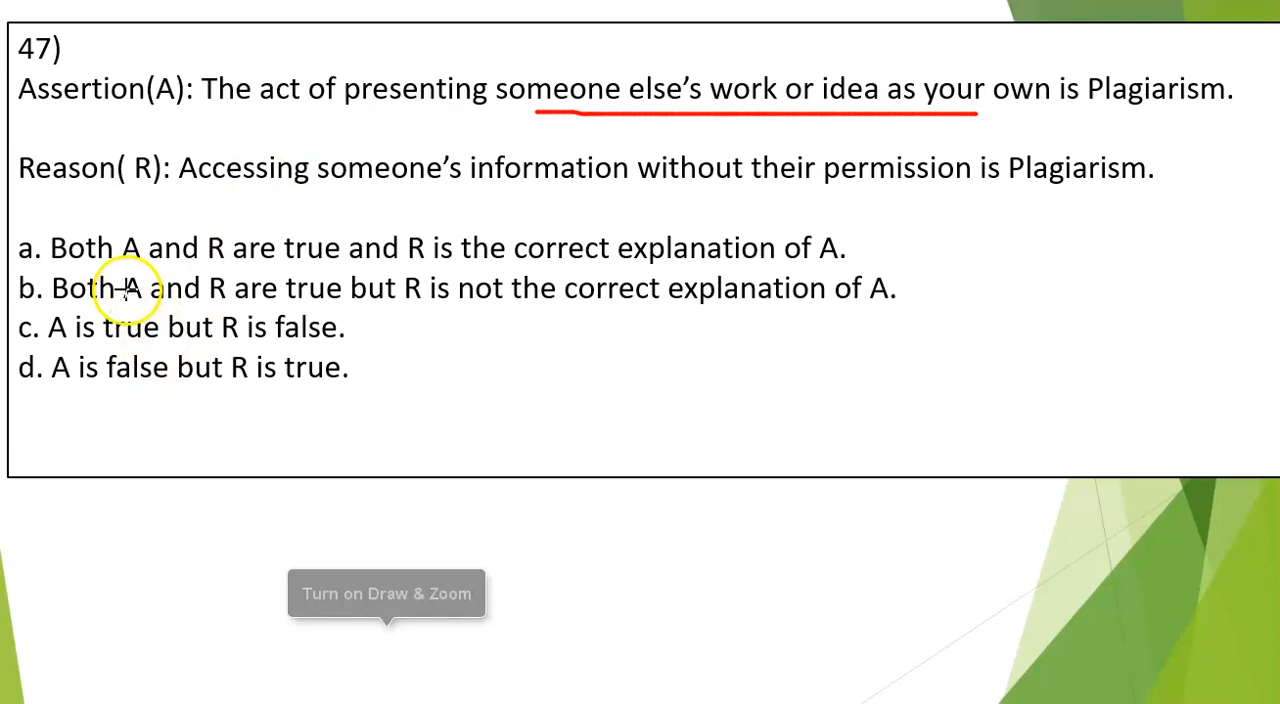 47)
Assertion(A): The act of presenting someone else’s work or idea as your own is Plagiarism.
Reason( R): Accessing someone’s information without their permission is Plagiarism.
a. Both A and R are true and R is the correct explanation of A.
b. Both A and R are true but R is not the correct explanation of A.
c. A is true but R is false.
d. A is false but R is true.
Turn on Draw & Zoom